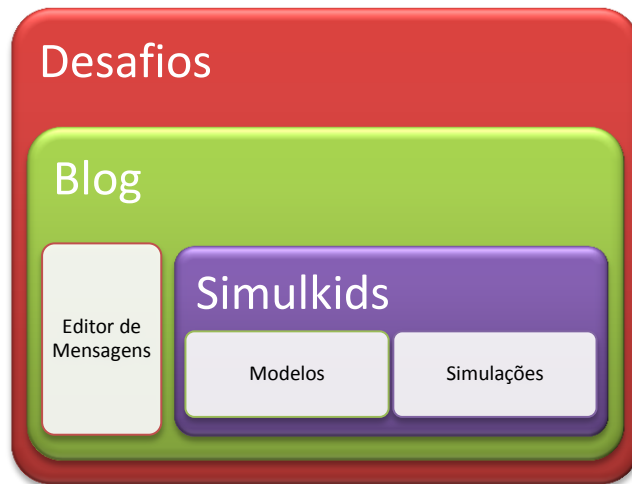 Desafios
Blog
Editor de
Mensagens
Simulkids
Modelos
Simulações